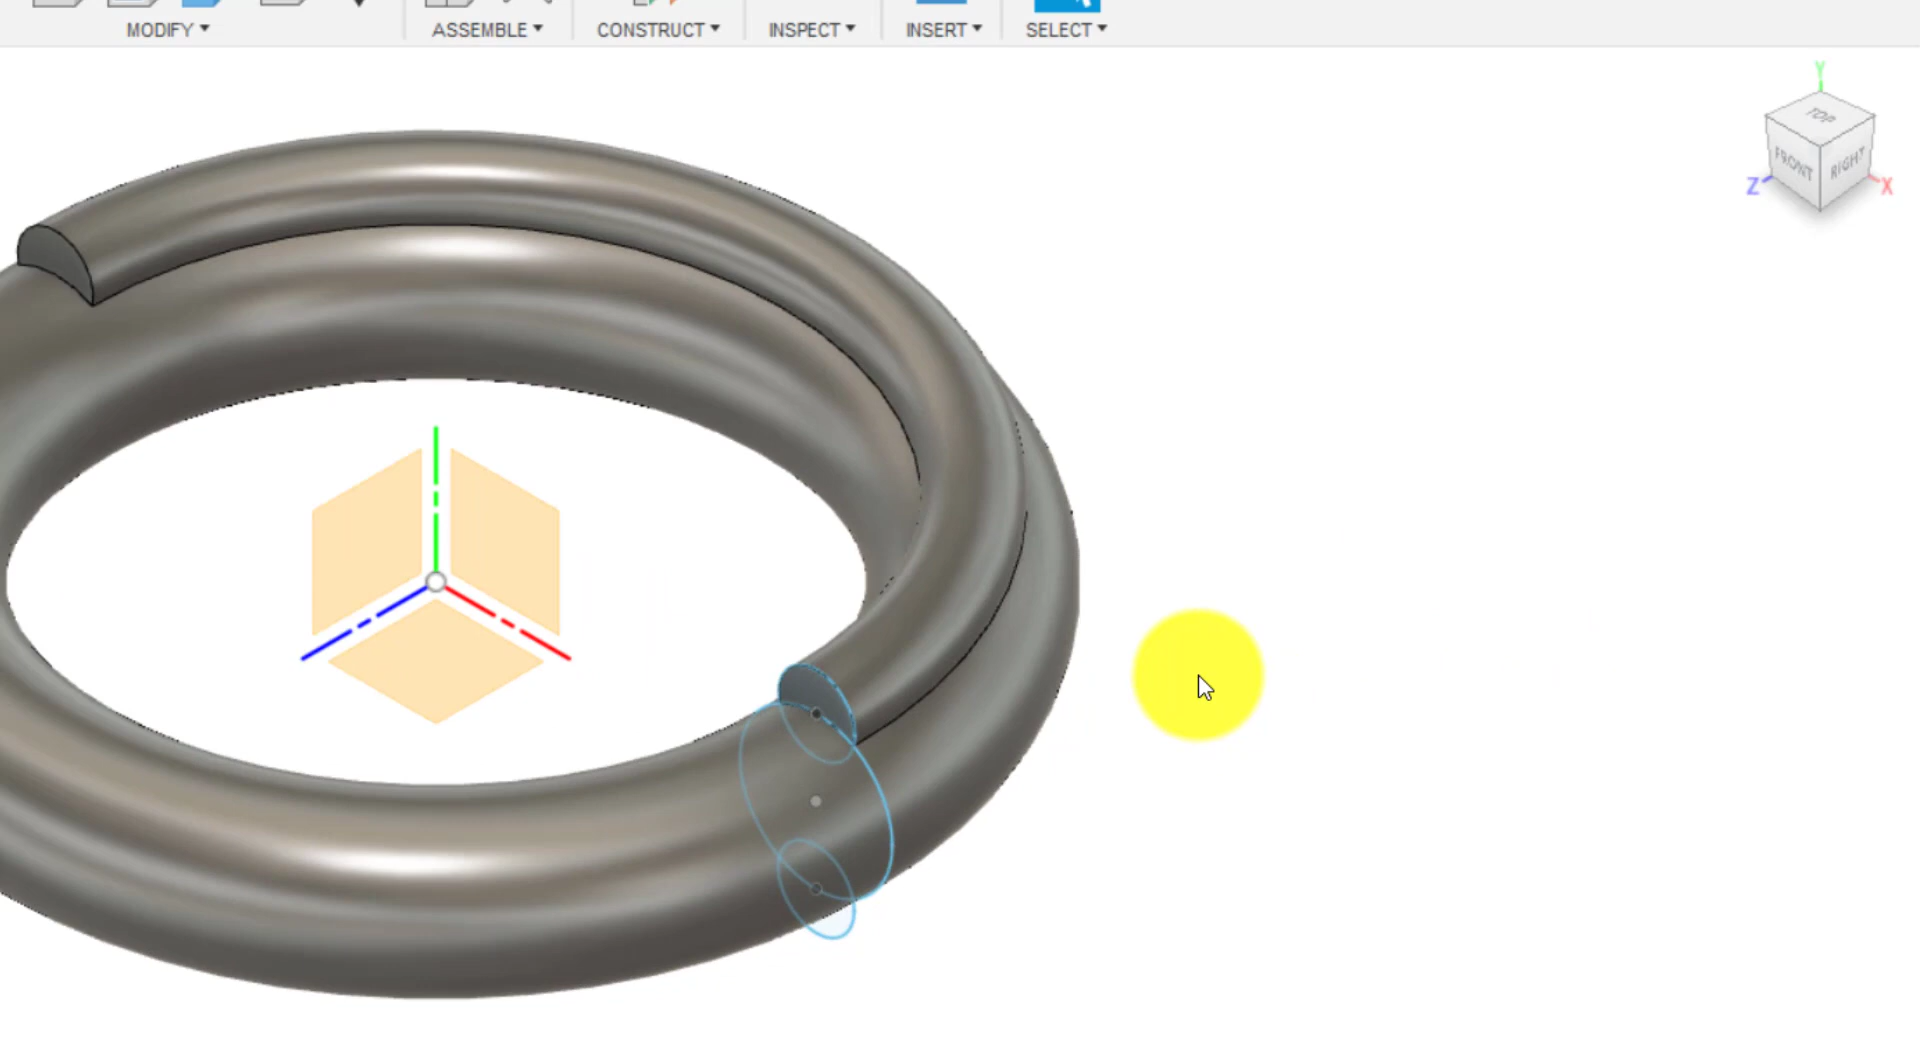 MODIFY ASSEMBLE CONSTRUCT INSPECT INSERT SELECT
Y
TOP
FRONT RIGHT
Z X